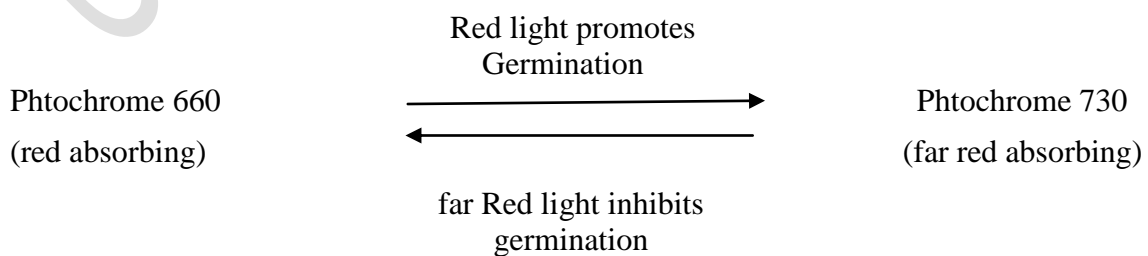 Red light promotes
Germination
Phtochrome 660
Phtochrome 730
(red absorbing)
(far red absorbing)
far Red light inhibits
germination